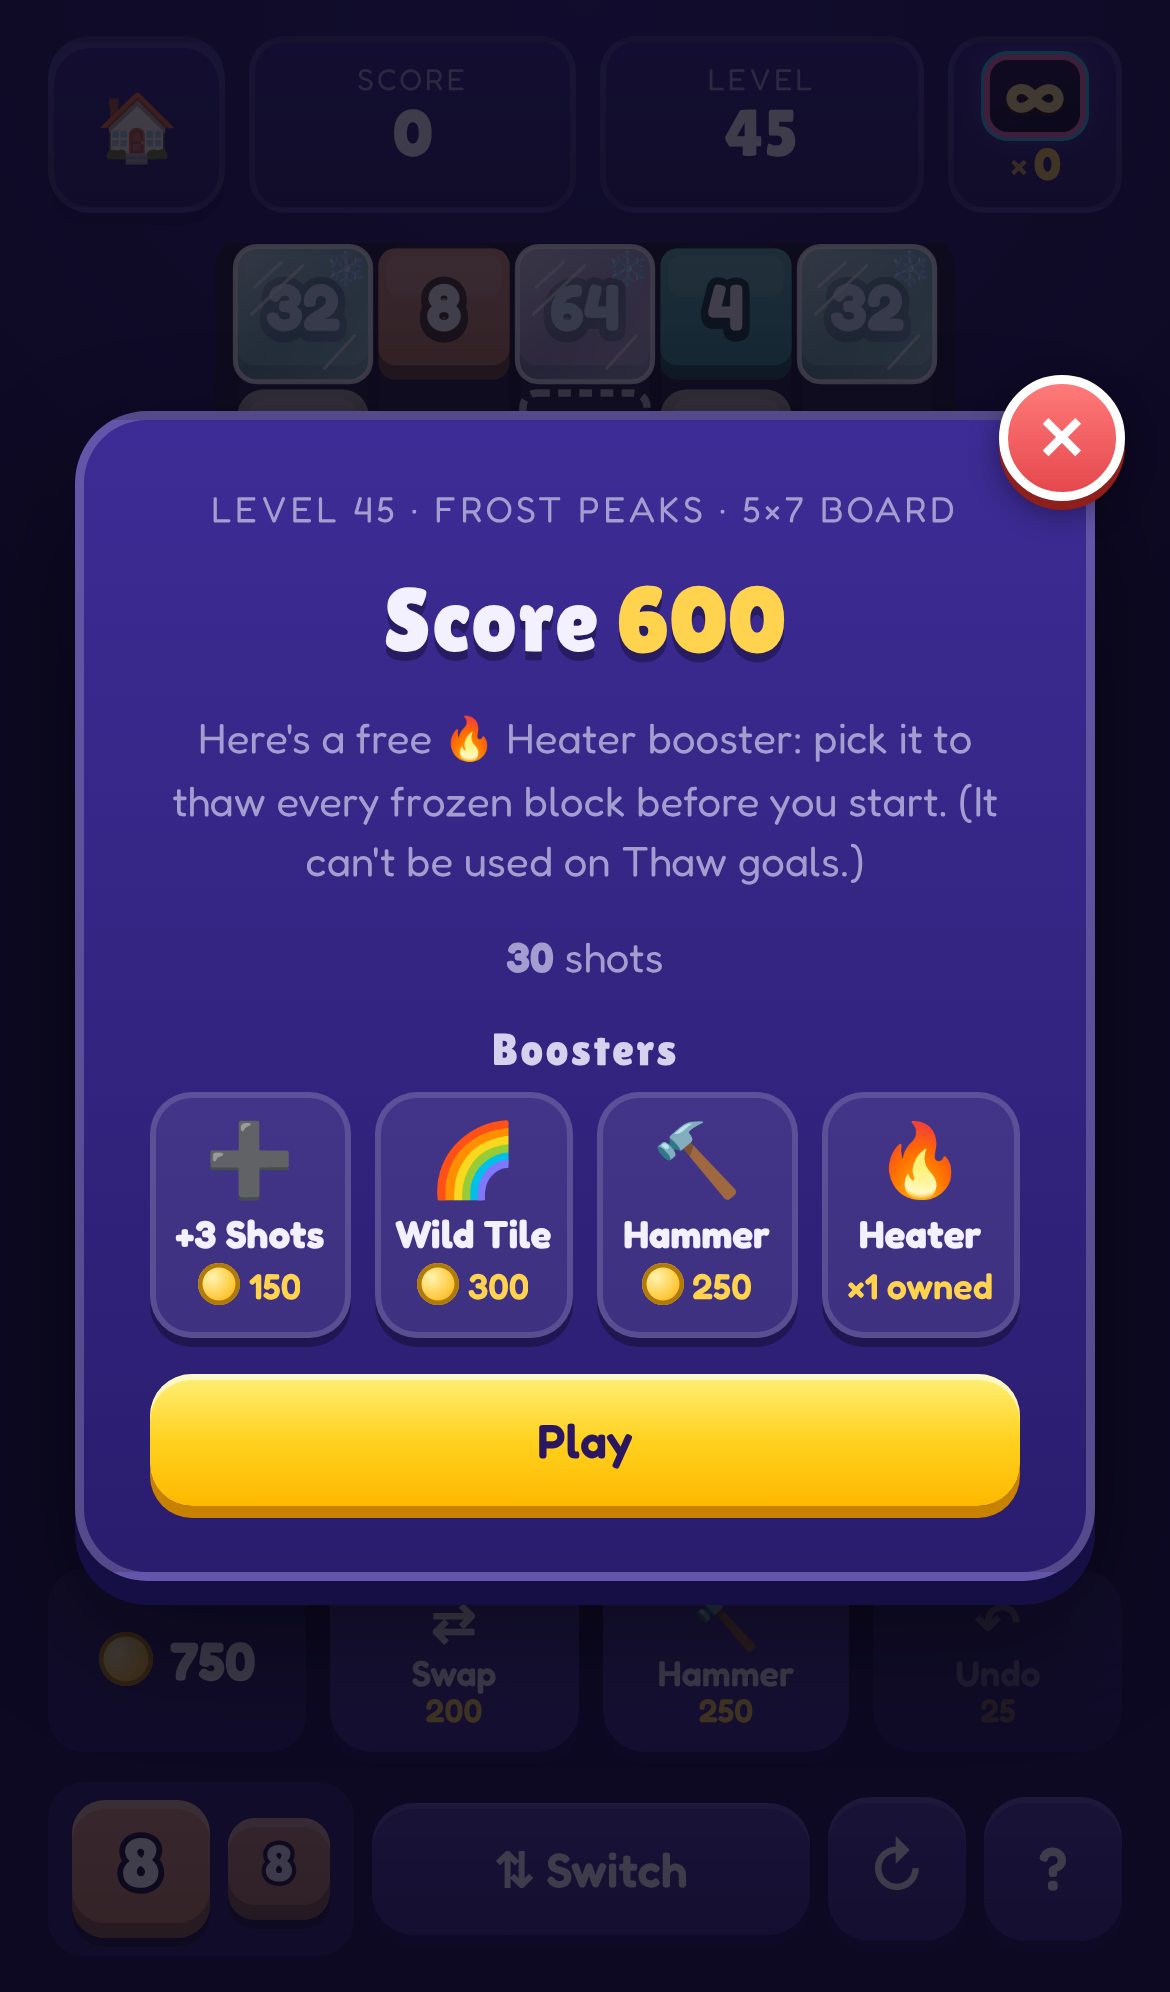 SCORE
0
LEVEL
45
∞
×0
32
8
64
4
32
LEVEL 45 · FROST PEAKS · 5×7 BOARD
Score 600
Here's a free 🔥 Heater booster: pick it to
thaw every frozen block before you start. (It
can't be used on Thaw goals.)
30 shots
Boosters
+3 Shots
150
Wild Tile
300
Hammer
250
Heater
×1 owned
Play
750
Swap
200
Hammer
250
Undo
25
8
8
⇅ Switch
?